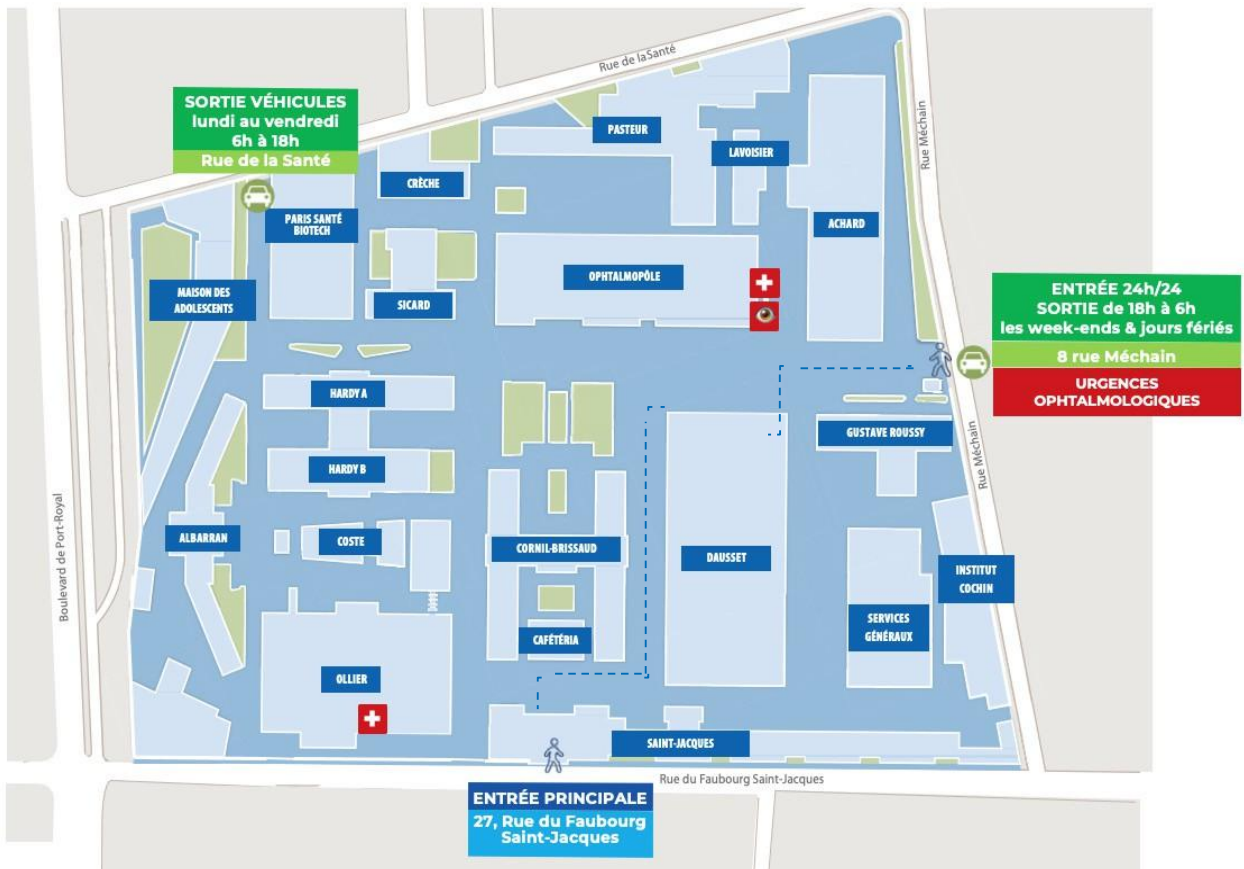 Rue de laSanté
SORTIE VÉHICULES
lundi au vendredi
6h à 18h
Rue de la Santé
PASTEUR
LAVOISIER
Rue Méchain
CRÈCHE
PARIS SANTÉ
BIOTECH
ACHARD
OPHTALMOPÔLE
MAISON DES
ADOLESCENTS
SICARD
ENTRÉE 24h/24
SORTIE de 18h à 6h
les week-ends & jours fériés
8 rue Méchain
URGENCES
OPHTALMOLOGIQUES
HARDY A
GUSTAVE ROUSSY
HARDY B
Rue Méchain
Boulevard de Port-Royal
ALBARRAN
COSTE
CORNIL-BRISSAUD
DAUSSET
INSTITUT
COCHIN
SERVICES
GÉNÉRAUX
CAFÉTÉRIA
OLLIER
SAINT-JACQUES
Rue du Faubourg Saint-Jacques
ENTRÉE PRINCIPALE
27, Rue du Faubourg
Saint-Jacques